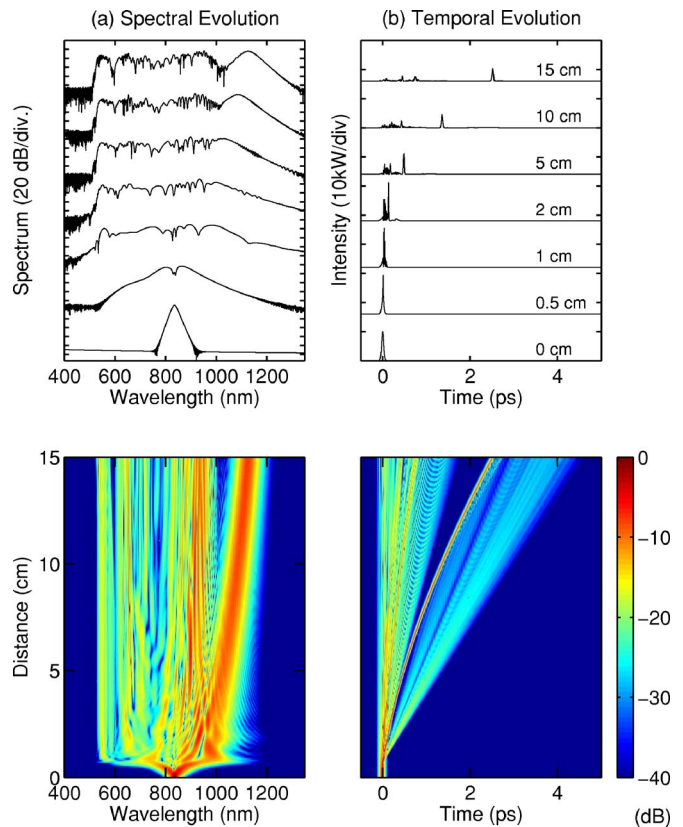 (a) Spectral Evolution
(b) Temporal Evolution
Spectrum (20 dB/div.)
400 600 800 1000 1200
Wavelength (nm)
Intensity (10kW/div)
15 cm
10 cm
5 cm
2 cm
1 cm
0.5 cm
0 cm
0 2 4
Time (ps)
Distance (cm)
15
10
5
0
400 600 800 1000 1200
Wavelength (nm)
0 2 4
Time (ps)
0
-10
-20
-30
-40
(dB)